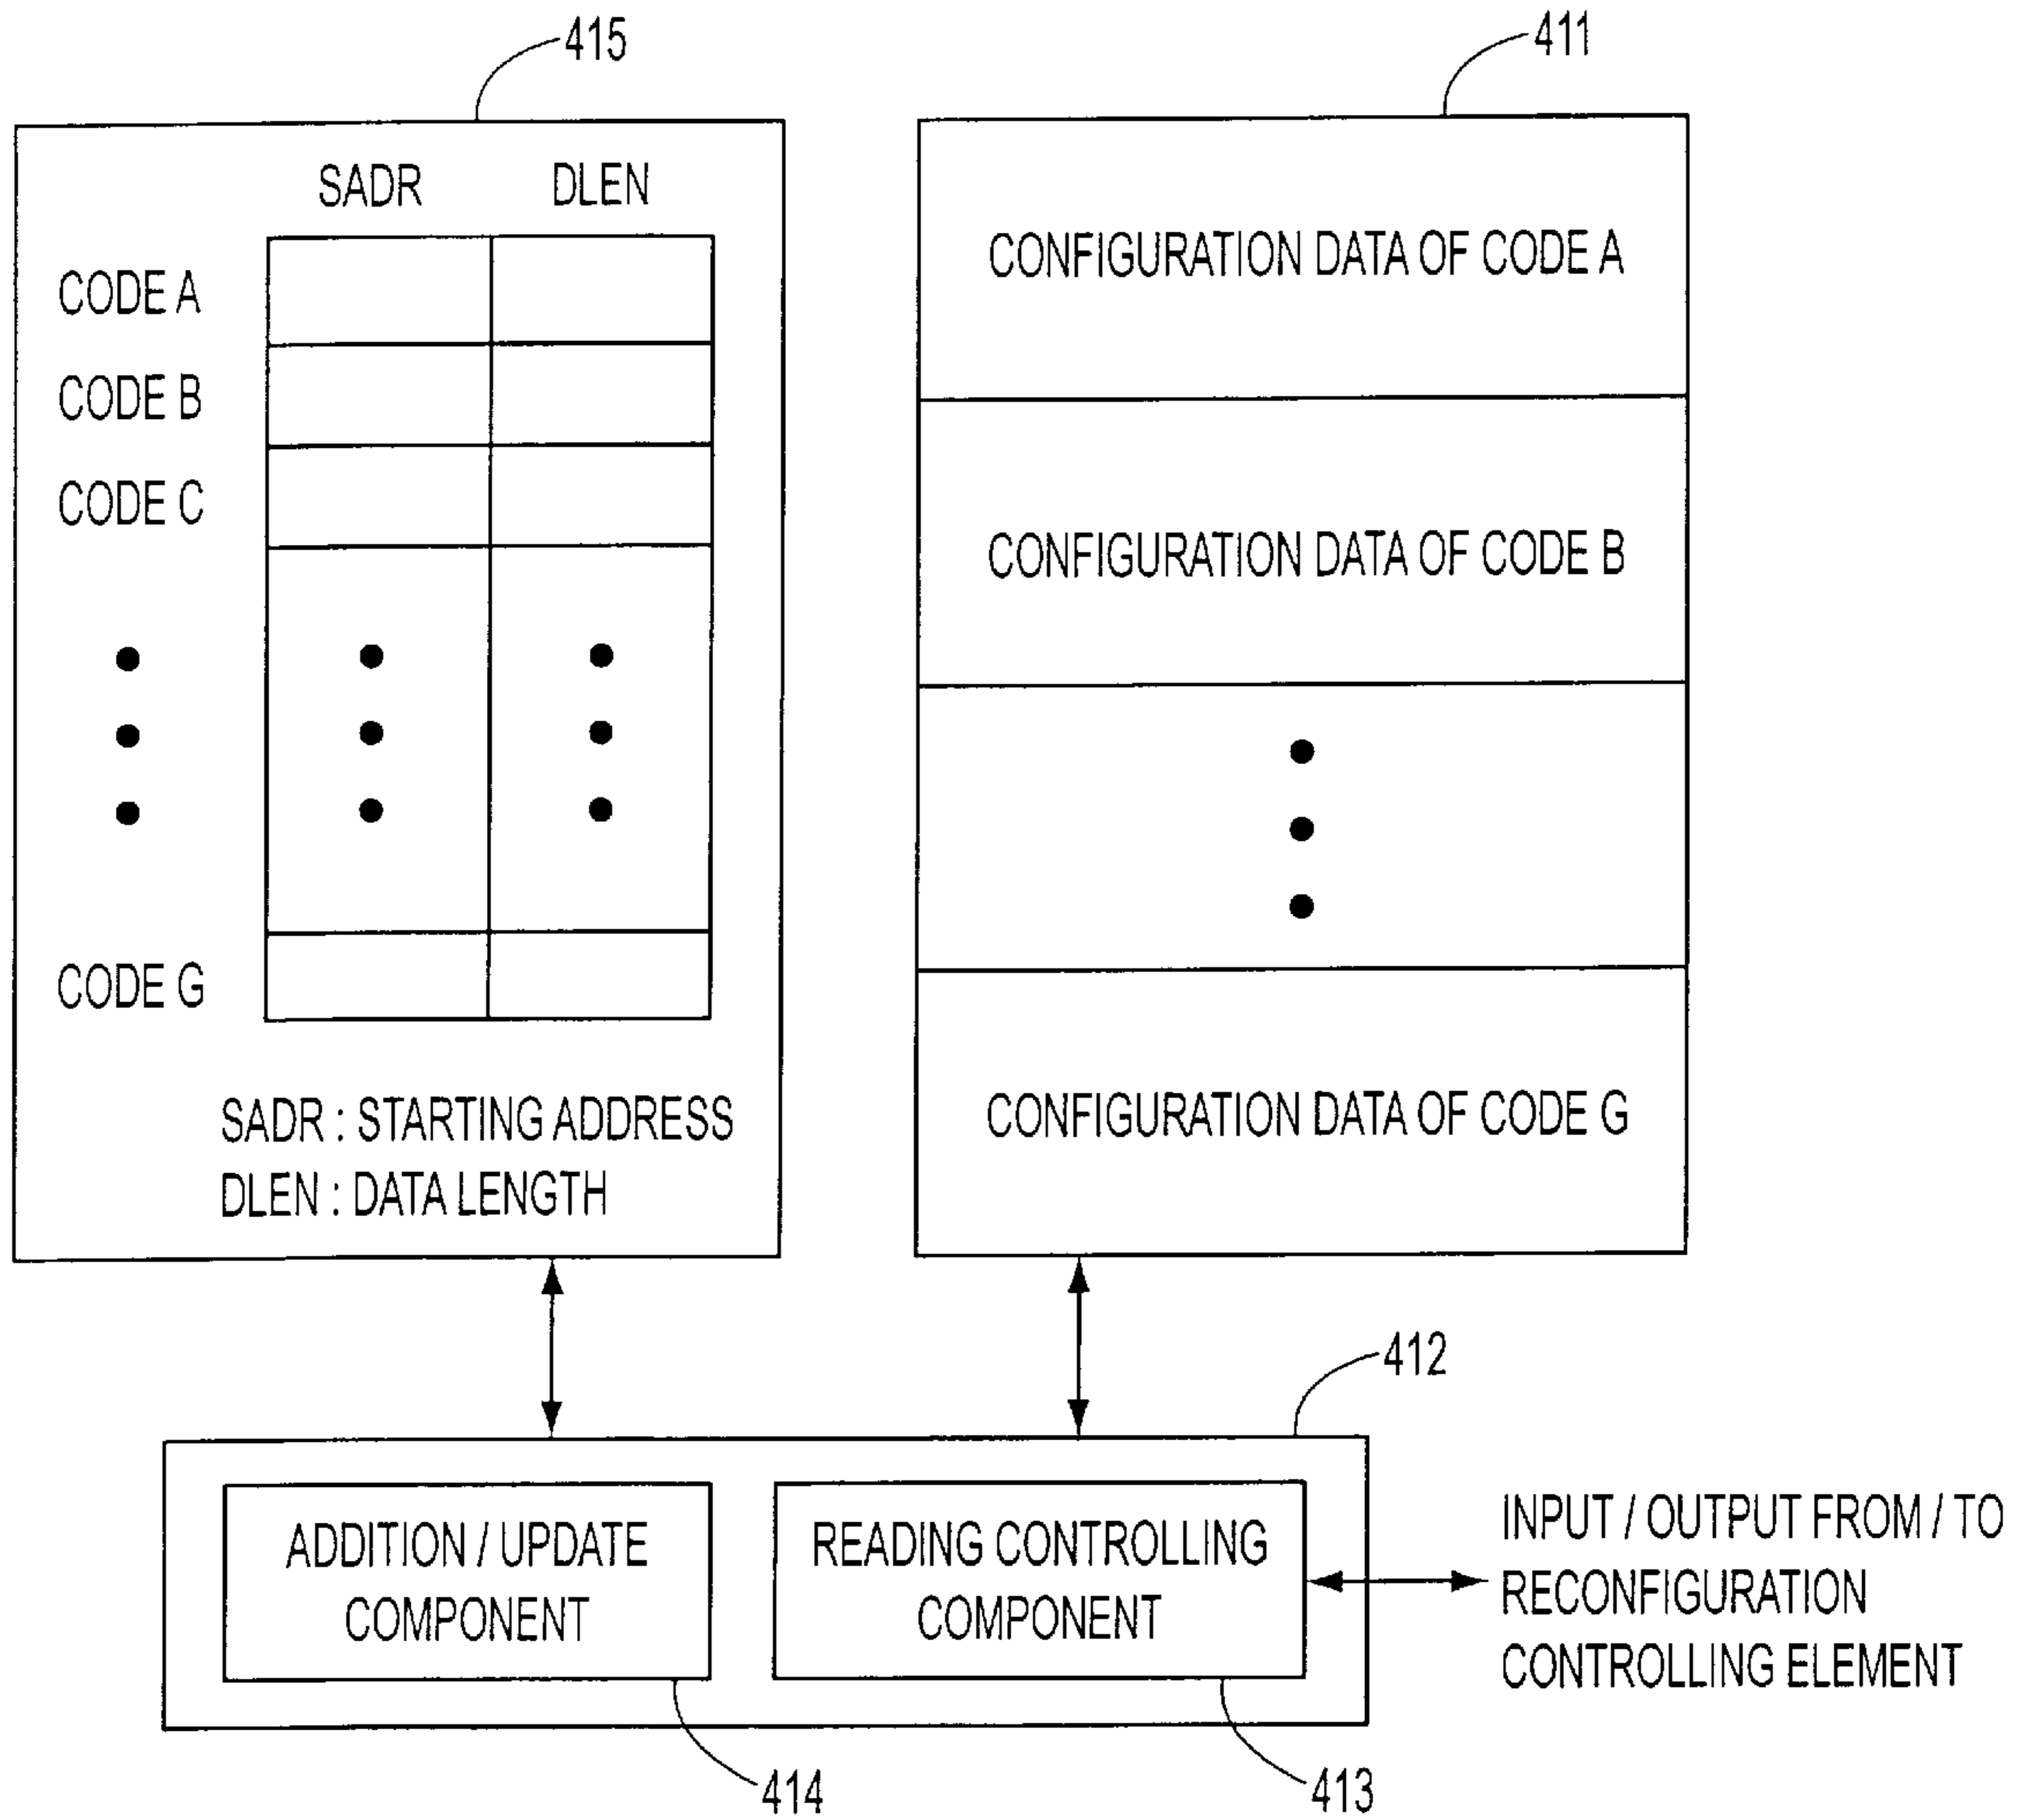 415
SADR DLEN
CODE A
CODE B
CODE C
CODE G
SADR : STARTING ADDRESS
DLEN : DATA LENGTH
411
CONFIGURATION DATA OF CODE A
CONFIGURATION DATA OF CODE B
CONFIGURATION DATA OF CODE G
412
ADDITION / UPDATE
COMPONENT
414
READING CONTROLLING
COMPONENT
413
INPUT / OUTPUT FROM / TO
RECONFIGURATION
CONTROLLING ELEMENT